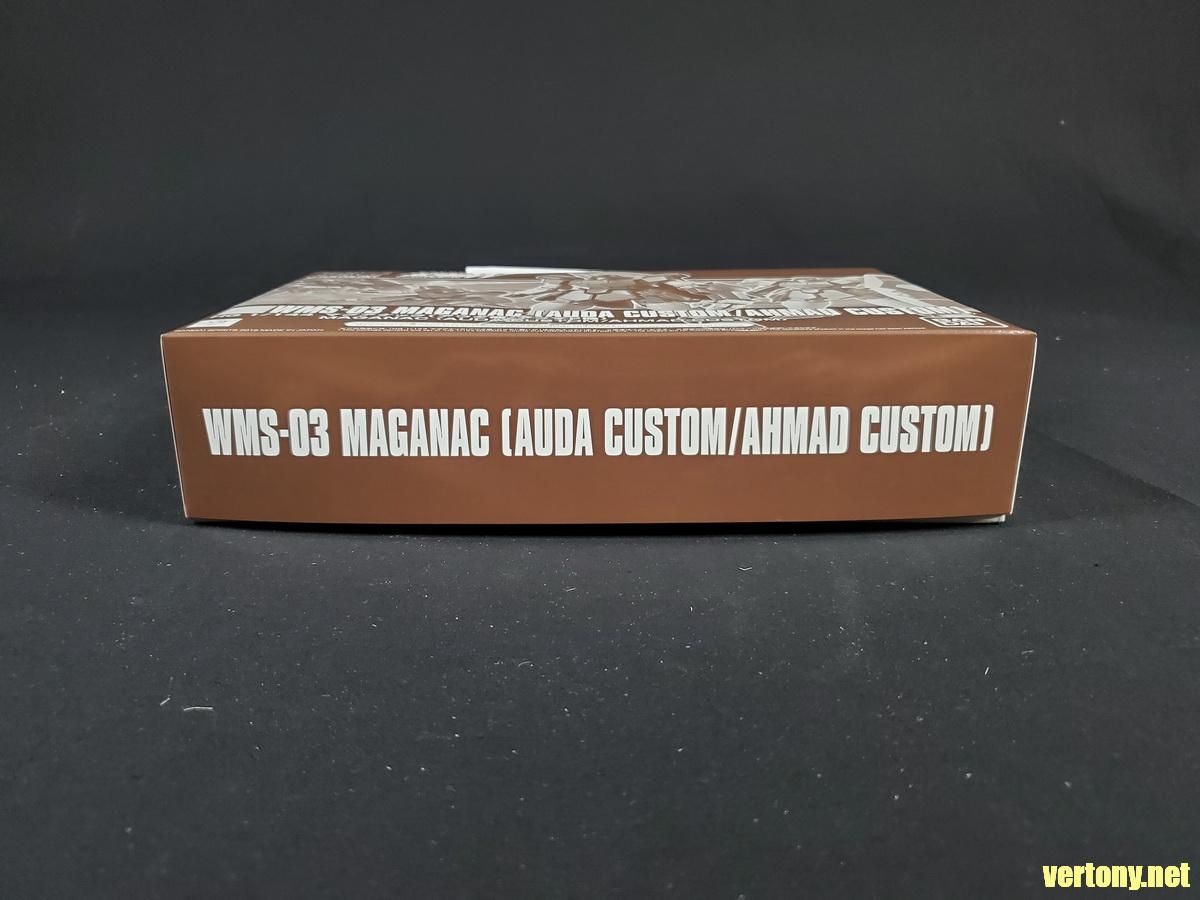 WMS-03 MAGANAC (AUDA CUSTOM/AHMAD CUSTOM)
WMS-03 MAGANAC (AUDA CUSTOM/AHMAD CUSTOM)
vertony.net